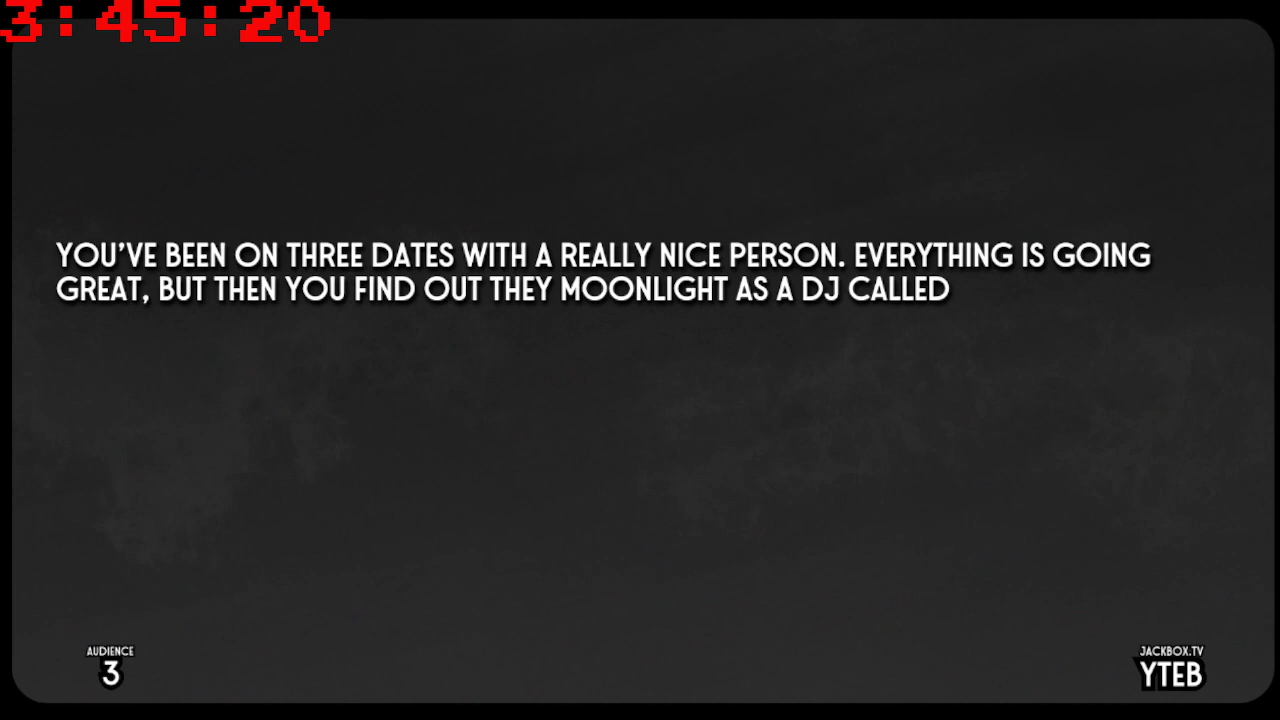 3:45:20
YOU'VE BEEN ON THREE DATES WITH A REALLY NICE PERSON. EVERYTHING IS GOING
GREAT, BUT THEN YOU FIND OUT THEY MOONLIGHT AS A DJ CALLED
AUDIENCE
3
JACKBOX.TV
YTEB